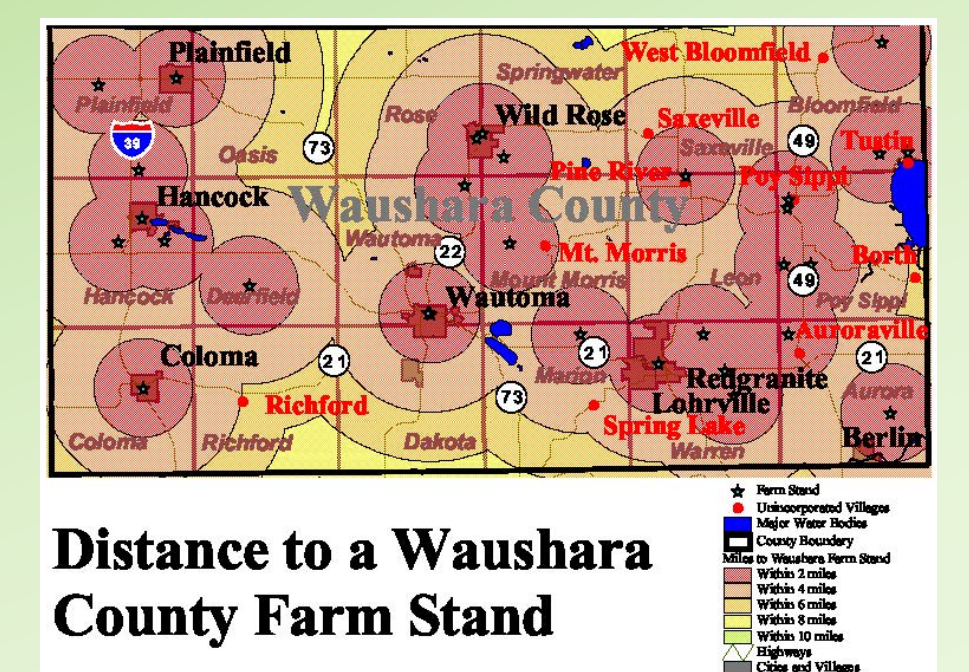 Plainfield
West Bloomfield
Springwater
Plainfield
Rose
Wild Rose
Bloomfield
Saxeville
39
Oasis
73
Saxeville
49
Tustin
Pine River
Poy Sippi
Hancock
Waushara County
Wautoma
22
Mt. Morris
Borth
Hancock
Deerfield
Mount Morris
Leon
49
Poy Sippi
Wautoma
Auroraville
Coloma
21
21
21
Marion
Redgranite
Aurora
Richford
73
Lohrville
Spring Lake
Coloma
Richford
Dakota
Warren
Berlin
Distance to a Waushara
County Farm Stand
Farm Stand
Unincorporated Villages
Major Water Bodies
County Boundary
Miles to Waushara Farm Stand
Within 2 miles
Within 4 miles
Within 6 miles
Within 8 miles
Within 10 miles
Highways
Cities and Villages